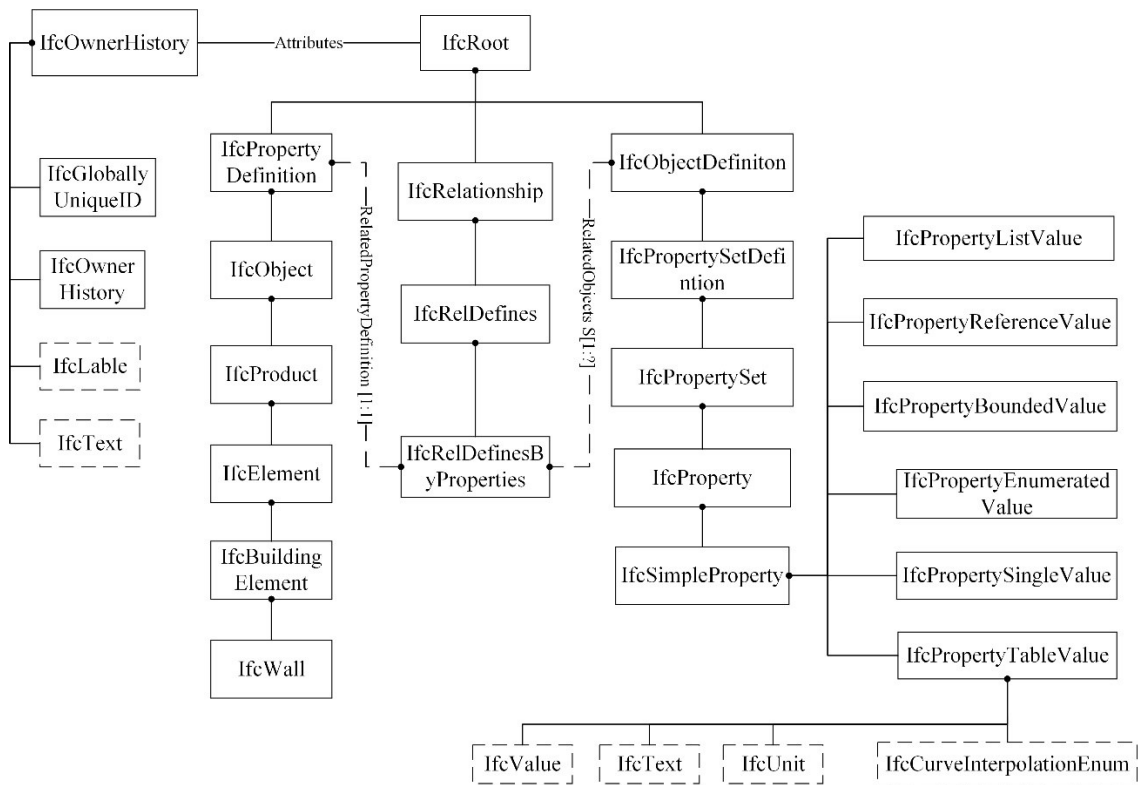 IfcOwnerHistory
Attributes
IfcRoot
IfcProperty
Definition
IfcRelationship
IfcObjectDefiniton
IfcGlobally
UniqueID
IfcOwner
History
IfcLable
IfcText
IfcObject
IfcProduct
IfcElement
IfcBuilding
Element
IfcWall
RelatedPropertyDefinition [1:1]
IfcRelDefines
IfcRelDefinesB
yProperties
RelatedObjects S[1:?]
IfcPropertySetDefi
ntion
IfcPropertySet
IfcProperty
IfcSimpleProperty
IfcPropertyListValue
IfcPropertyReferenceValue
IfcPropertyBoundedValue
IfcPropertyEnumerated
Value
IfcPropertySingleValue
IfcPropertyTableValue
IfcValue
IfcText
IfcUnit
IfcCurveInterpolationEnum